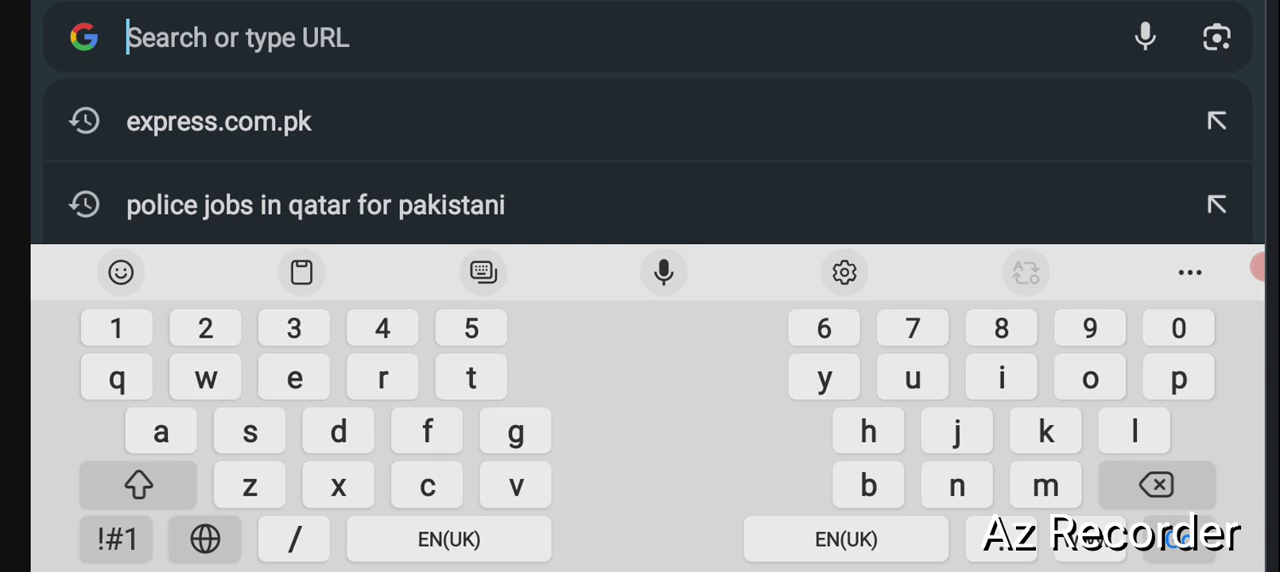 Search or type URL
express.com.pk
police jobs in qatar for pakistani
1 2 3 4 5 6 7 8 9 0
q w e r t y u i o p
a s d f g h j k l
z x c v b n m
!#1 / EN(UK) EN(UK)
Az Recorder